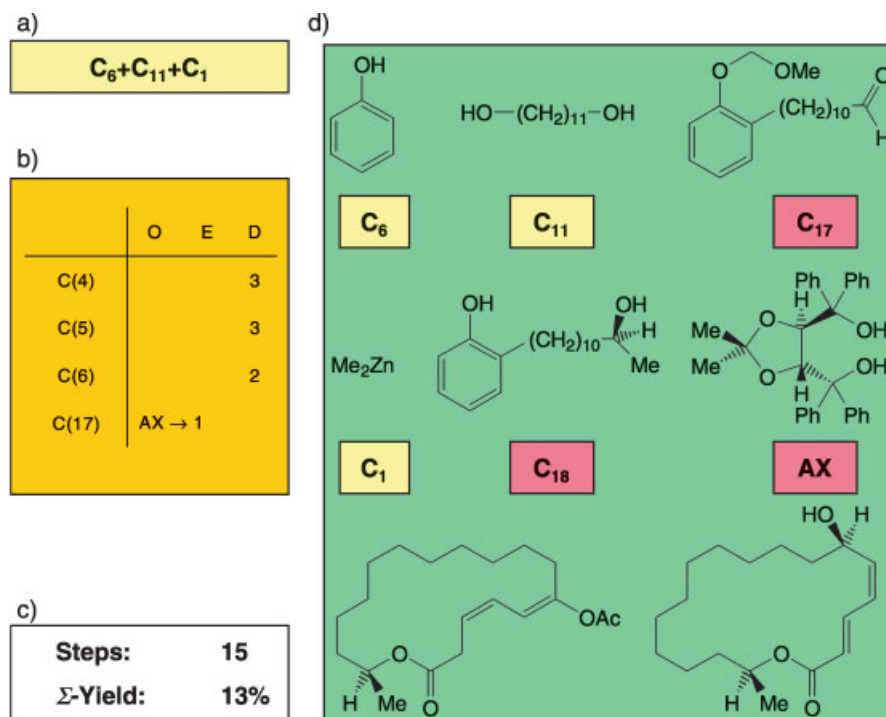 a)
C₆+C₁₁+C₁
b)
O E D
C(4) 3
C(5) 3
C(6) 2
C(17) AX → 1
c)
Steps: 15
Σ-Yield: 13%
d)
OH
HO—(CH₂)₁₁—OH
O OMe O
(CH₂)₁₀
H
C₆ C₁₁ C₁₇
Me₂Zn
OH OH
(CH₂)₁₀ H
Me
Ph Ph
H
Me O OH
Me O OH
H
Ph Ph
C₁ C₁₈ AX
OAc
O
H Me O
HO H
O
H Me O